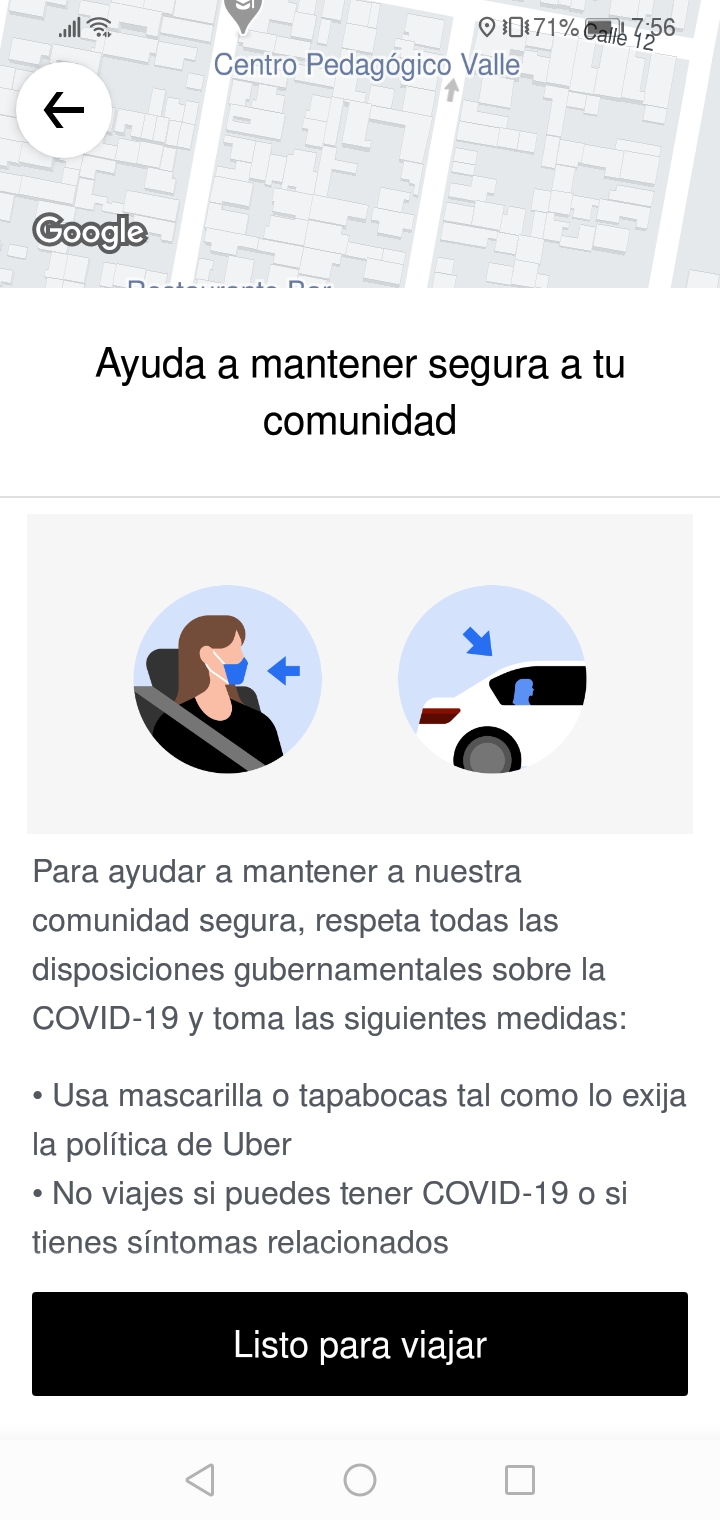 71% 7:56
Calle 12
Centro Pedagógico Valle
Google
Restaurante Bar
Ayuda a mantener segura a tu
comunidad
Para ayudar a mantener a nuestra
comunidad segura, respeta todas las
disposiciones gubernamentales sobre la
COVID-19 y toma las siguientes medidas:
• Usa mascarilla o tapabocas tal como lo exija
la política de Uber
• No viajes si puedes tener COVID-19 o si
tienes síntomas relacionados
Listo para viajar